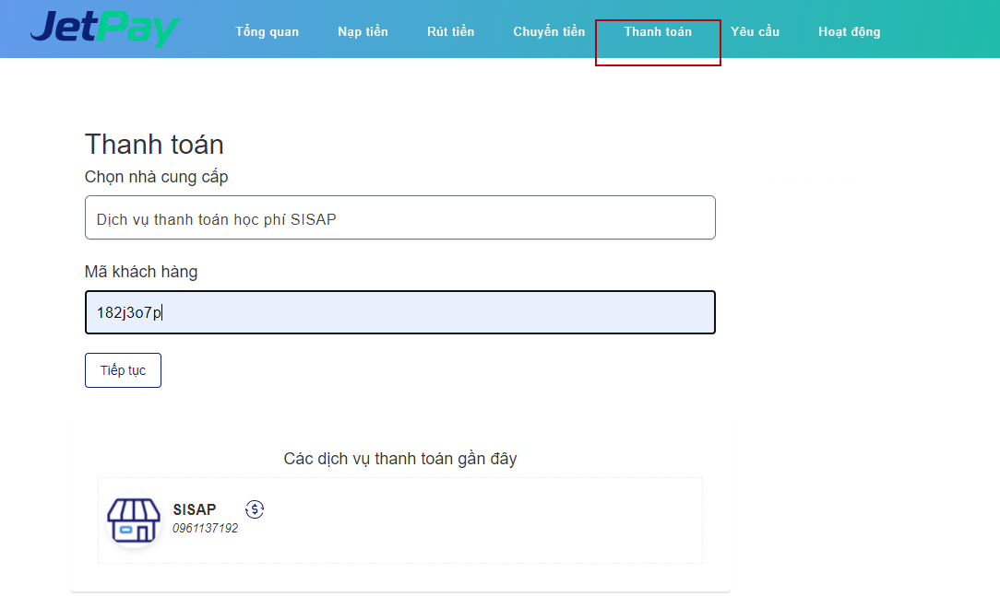 JetPay
Tổng quan Nạp tiền Rút tiền Chuyển tiền Thanh toán Yêu cầu Hoạt động
Thanh toán
Chọn nhà cung cấp
Dịch vụ thanh toán học phí SISAP
Mã khách hàng
182j3o7p
Tiếp tục
Các dịch vụ thanh toán gần đây
SISAP $
0961137192